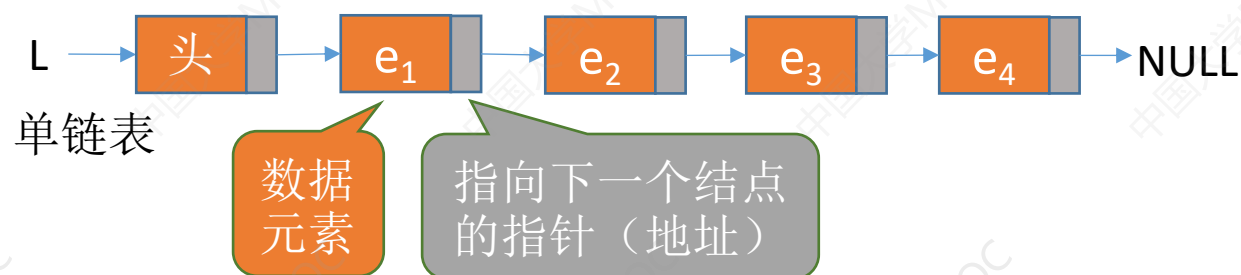 L 头 e₁ e₂ e₃ e₄ NULL
单链表
数据
元素
指向下一个结点
的指针（地址）